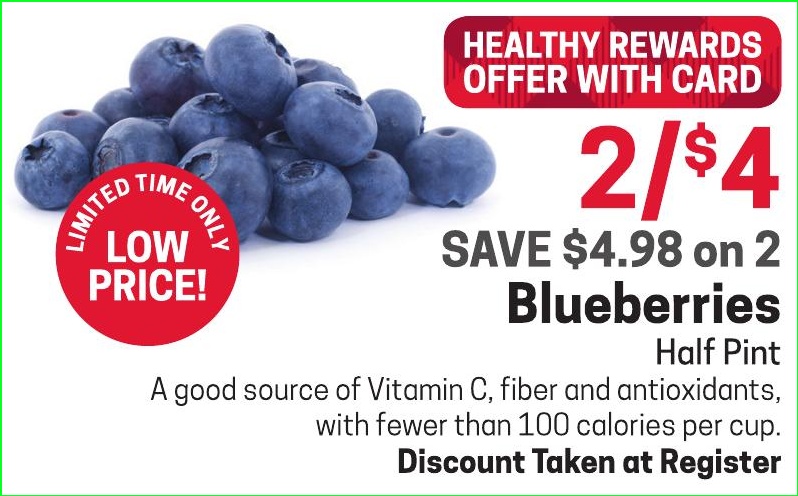 HEALTHY REWARDS
OFFER WITH CARD
2/$4
SAVE $4.98 on 2
Blueberries
Half Pint
A good source of Vitamin C, fiber and antioxidants,
with fewer than 100 calories per cup.
Discount Taken at Register
LIMITED TIME ONLY
LOW
PRICE!